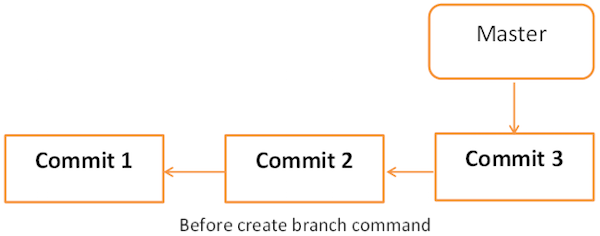 Master
Commit 1
Commit 2
Commit 3
Before create branch command